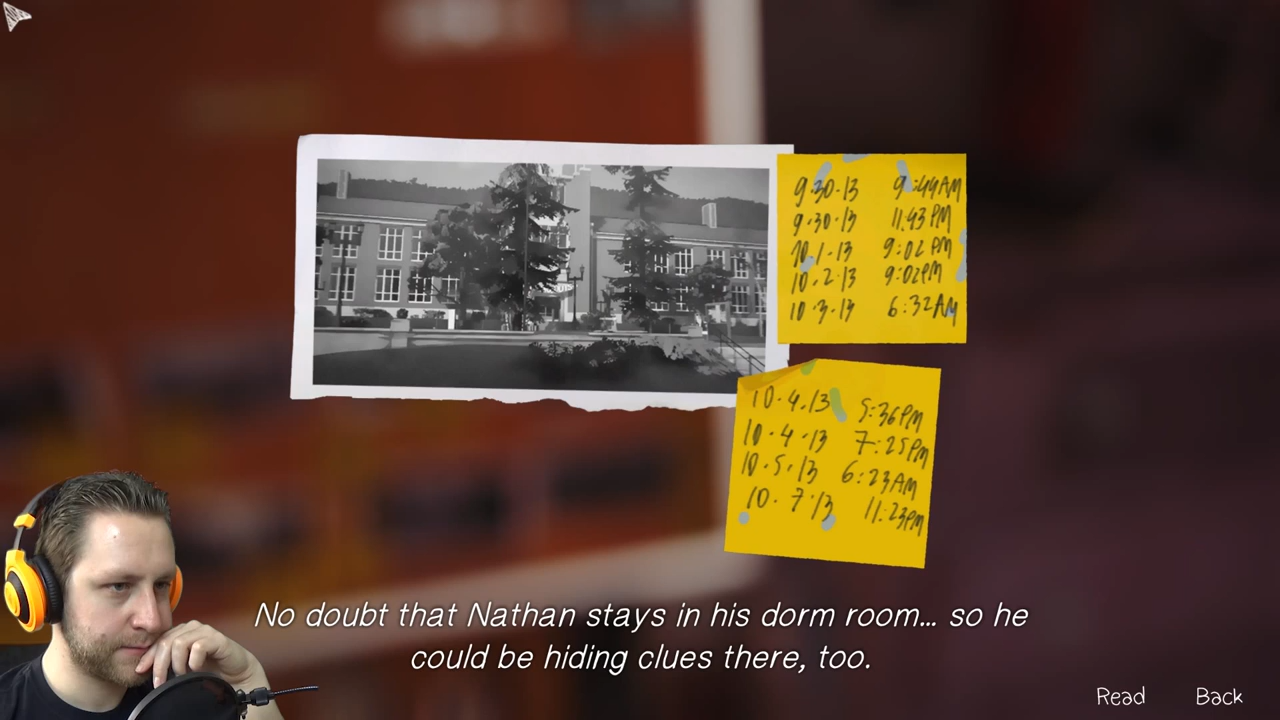 9-30-13 9:44AM
9-30-13 11:43PM
10-1-13 9:02PM
10-2-13 9:02PM
10-3-13 6:32AM
10-4-13 5:36PM
10-4-13 7:25PM
10-5-13 6:23AM
10-7-13 11:23PM
No doubt that Nathan stays in his dorm room... so he
could be hiding clues there, too.
Read Back